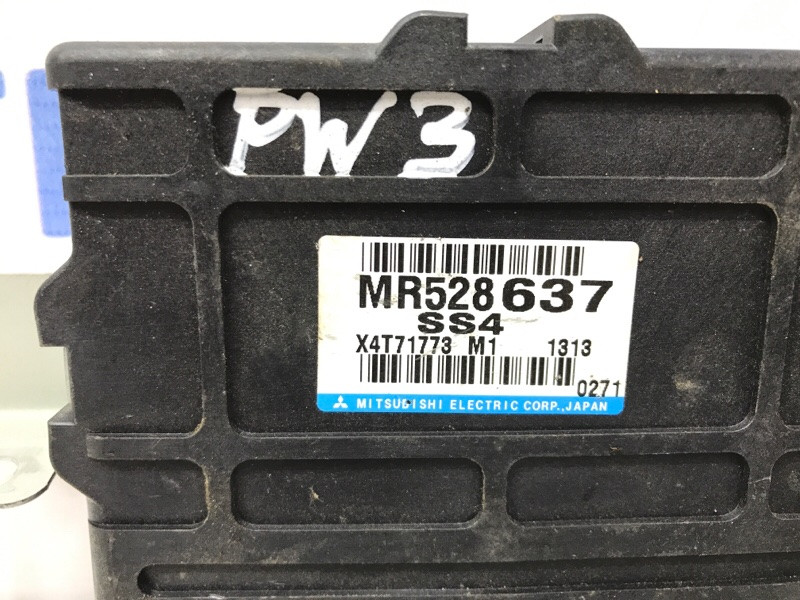 PW3
MR528637
SS4
X4T71773 M1 1313
0271
MITSUBISHI ELECTRIC CORP.,JAPAN